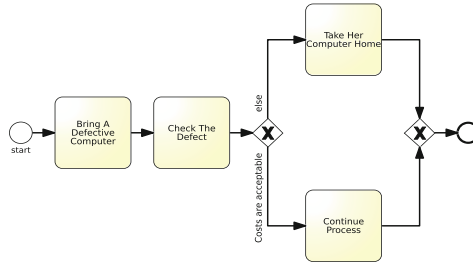 start
Bring A
Defective
Computer
Check The
Defect
else
Costs are acceptable
Take Her
Computer Home
Continue
Process